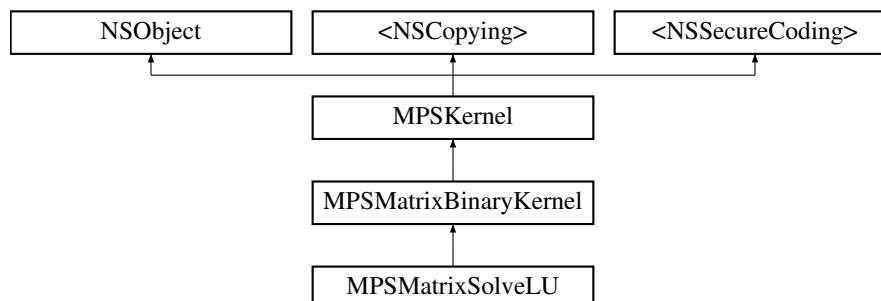 NSObject
<NSCopying>
<NSSecureCoding>
MPSKernel
MPSMatrixBinaryKernel
MPSMatrixSolveLU